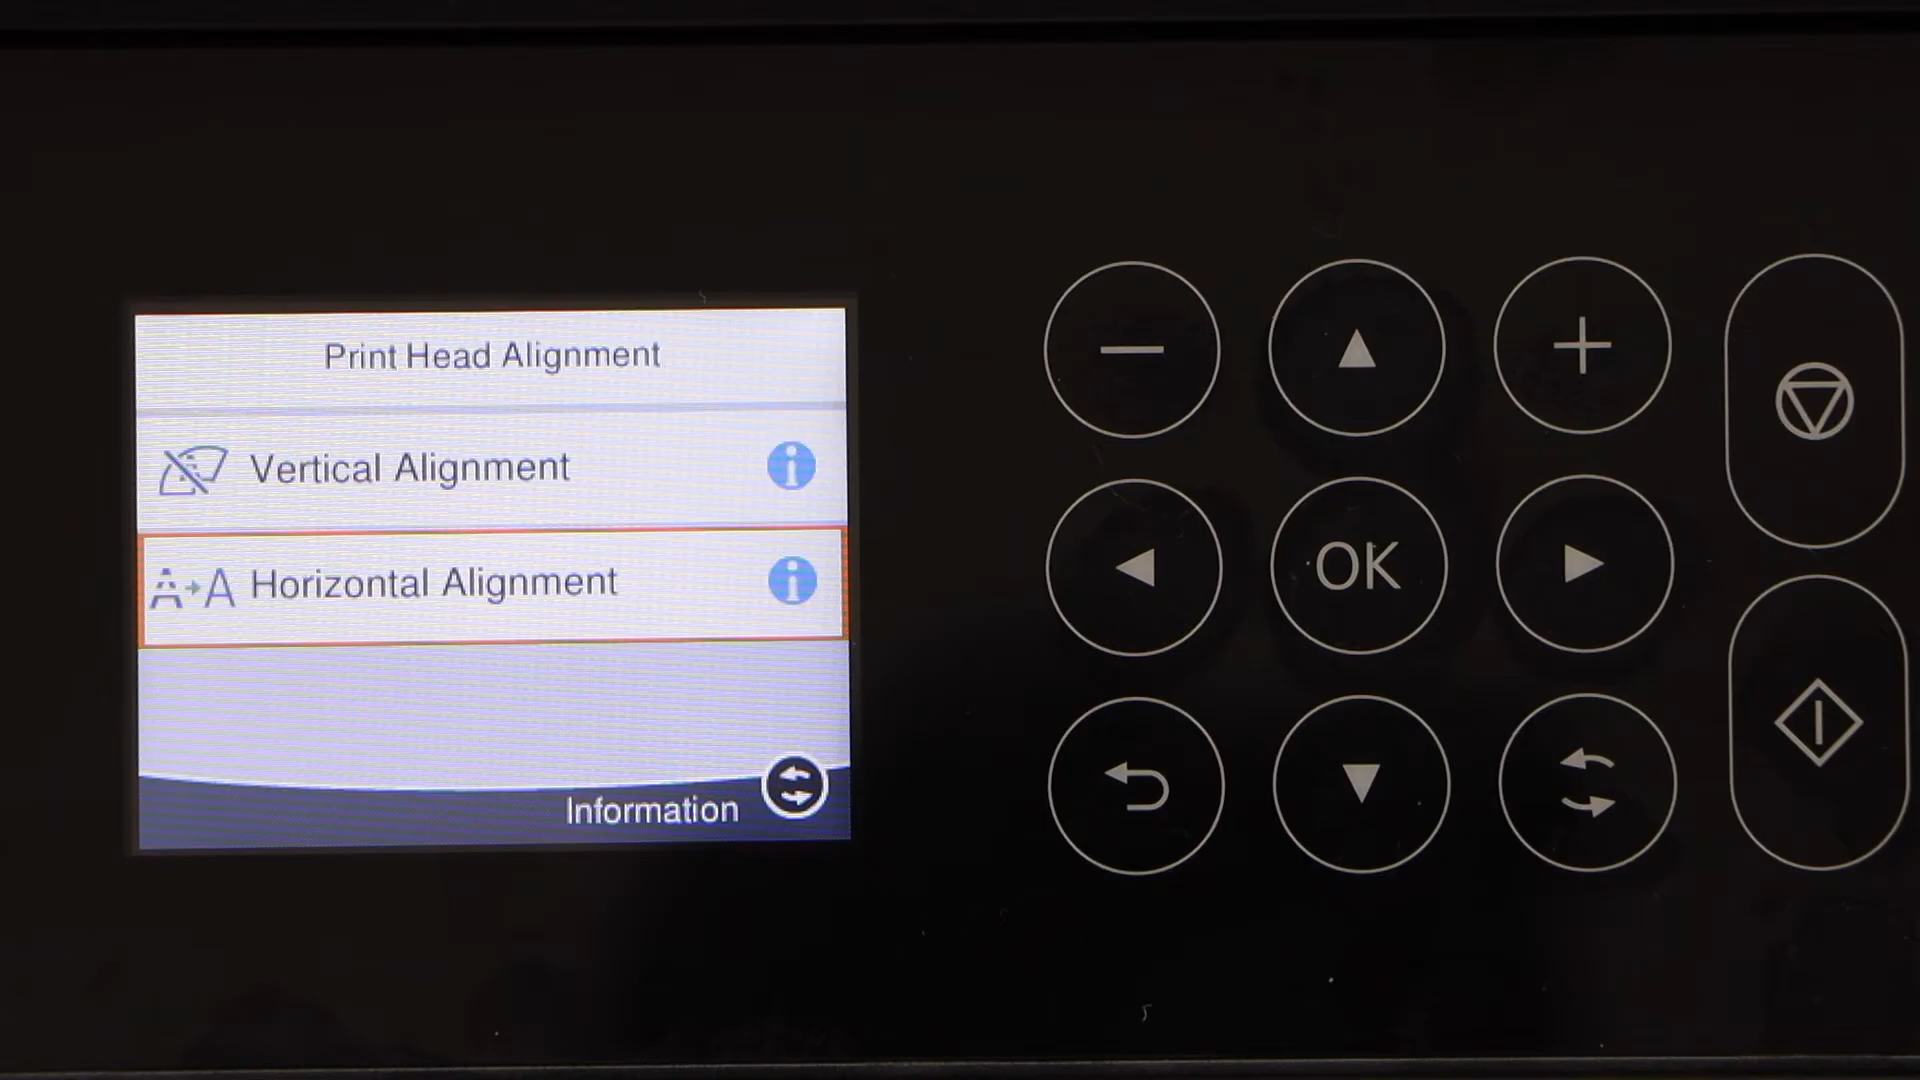 Print Head Alignment
Vertical Alignment
Horizontal Alignment
Information
OK